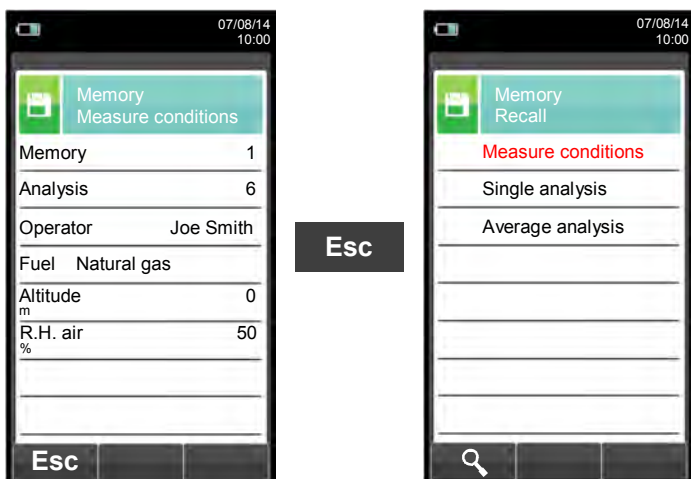 07/08/14
10:00
Memory
Measure conditions
Memory 1
Analysis 6
Operator Joe Smith
Fuel Natural gas
Altitude 0
m
R.H. air 50
%
Esc
Esc
07/08/14
10:00
Memory
Recall
Measure conditions
Single analysis
Average analysis